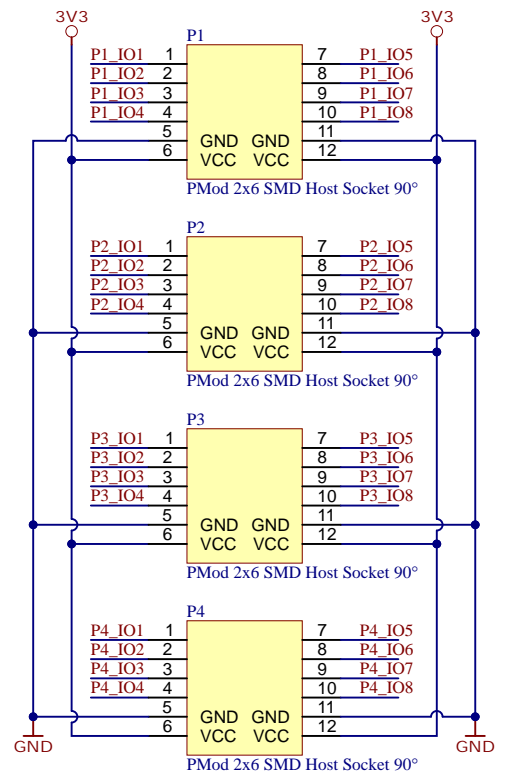 3V3 3V3
P1
P1_IO1 1 7 P1_IO5
P1_IO2 2 8 P1_IO6
P1_IO3 3 9 P1_IO7
P1_IO4 4 10 P1_IO8
5 GND GND 11
6 VCC VCC 12
PMod 2x6 SMD Host Socket 90°
P2
P2_IO1 1 7 P2_IO5
P2_IO2 2 8 P2_IO6
P2_IO3 3 9 P2_IO7
P2_IO4 4 10 P2_IO8
5 GND GND 11
6 VCC VCC 12
PMod 2x6 SMD Host Socket 90°
P3
P3_IO1 1 7 P3_IO5
P3_IO2 2 8 P3_IO6
P3_IO3 3 9 P3_IO7
P3_IO4 4 10 P3_IO8
5 GND GND 11
6 VCC VCC 12
PMod 2x6 SMD Host Socket 90°
P4
P4_IO1 1 7 P4_IO5
P4_IO2 2 8 P4_IO6
P4_IO3 3 9 P4_IO7
P4_IO4 4 10 P4_IO8
5 GND GND 11
6 VCC VCC 12
GND GND
PMod 2x6 SMD Host Socket 90°